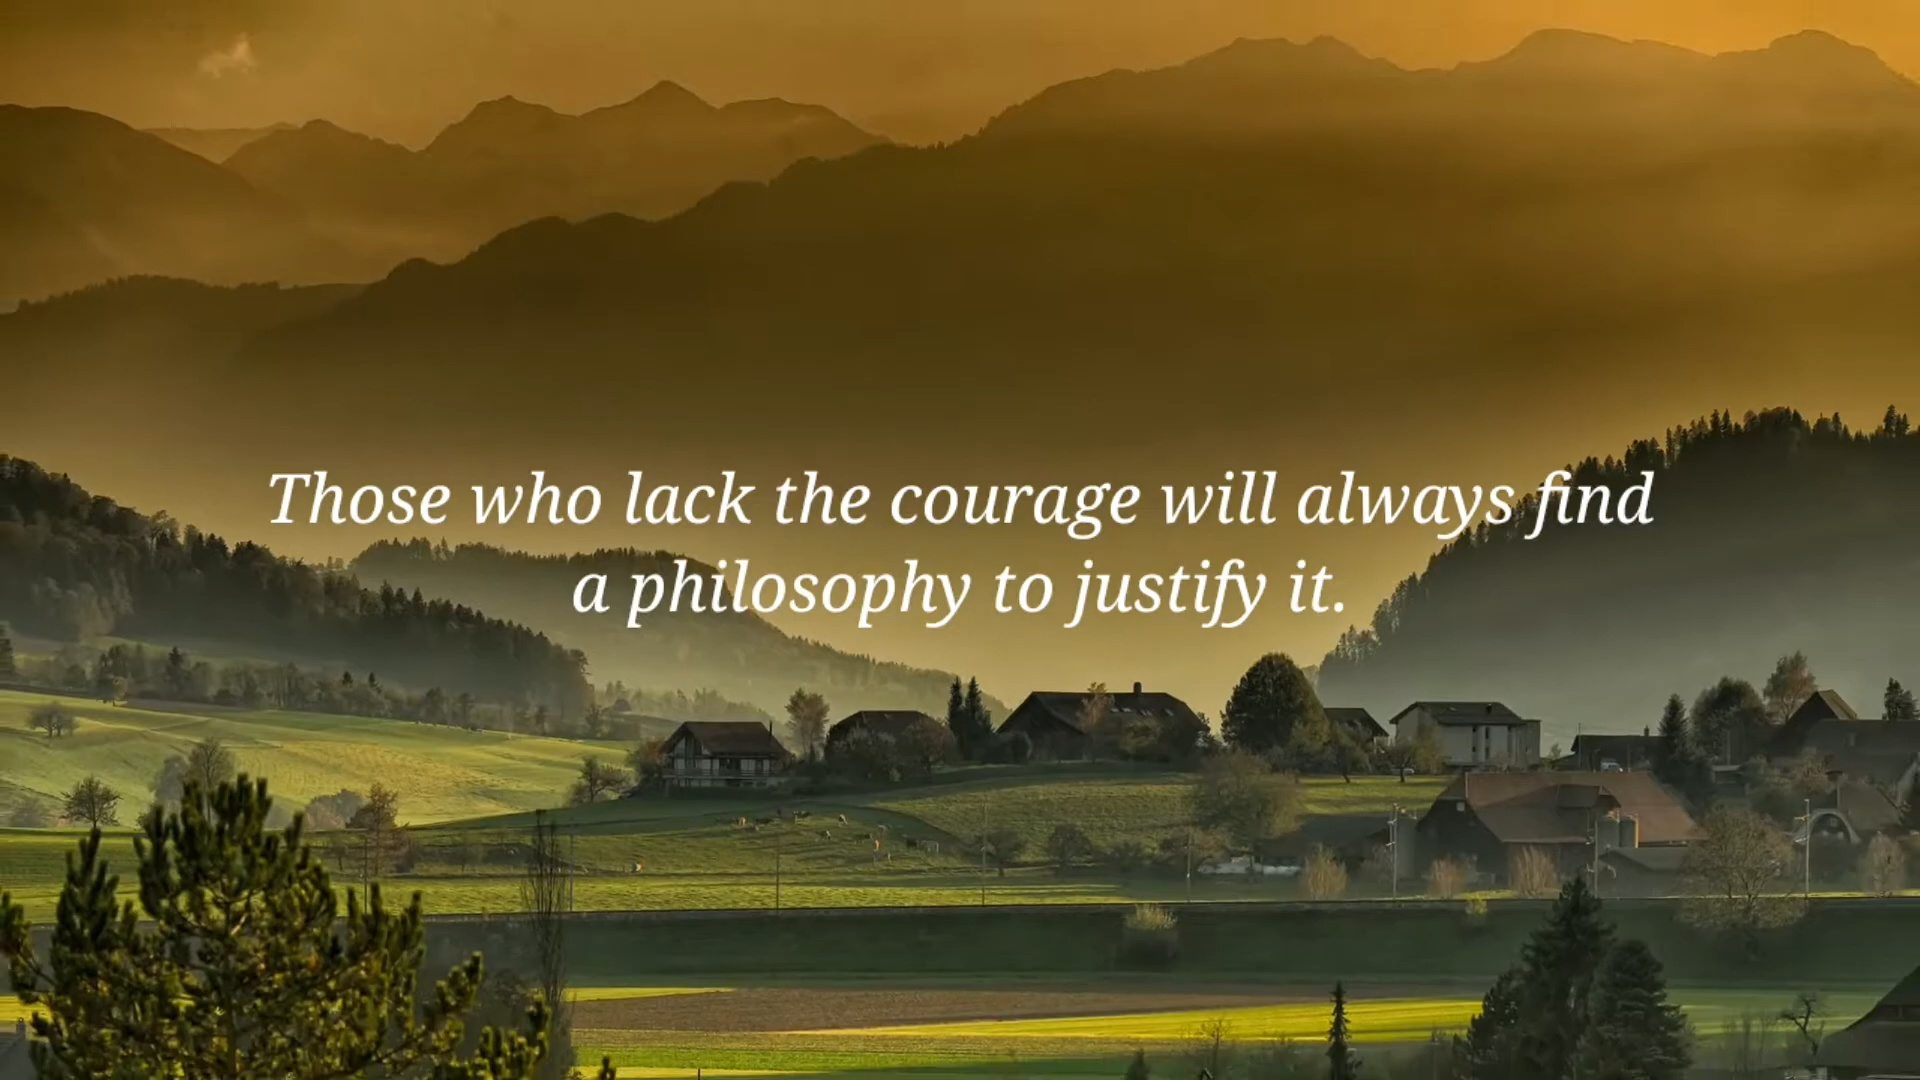 Those who lack the courage will always find
a philosophy to justify it.